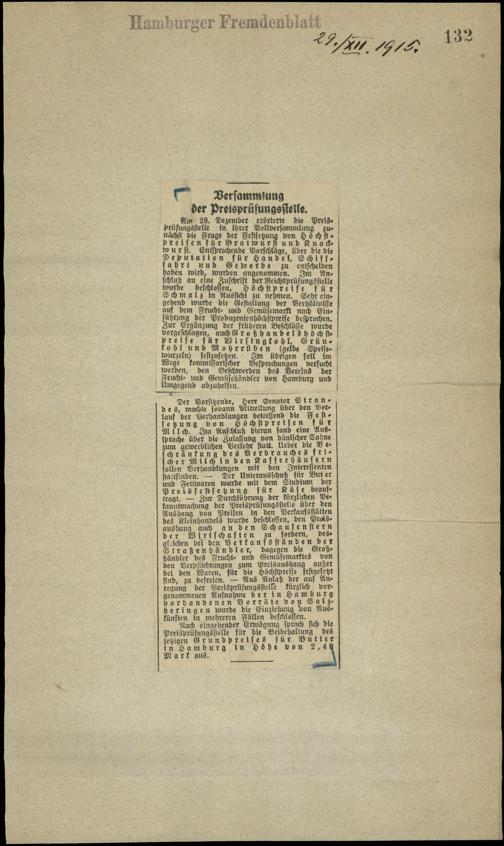 Hamburger Fremdenblatt
29./XII. 1915.
132
Versammlung
der Preisprüfungsstelle.
Am 28. Dezember erörterte die Preis-
prüfungsstelle in ihrer Vollversammlung zu-
nächst die Frage der Festsetzung von Höchst-
preisen für Bratwurst und Knack-
wurst. Entsprechende Vorschläge, über die die
Deputation für Handel, Schiff-
fahrt und Gewerbe zu entscheiden
haben wird, wurden angenommen. Im An-
schluß an eine Zuschrift der Reichsprüfungsstelle
wurde beschlossen, Höchstpreise für
Schmalz in Aussicht zu nehmen. Sehr ein-
gehend wurde die Gestaltung der Verhältnisse
auf dem Frucht- und Gemüsemarkt nach Ein-
führung der Produzentenhöchstpreise besprochen.
Zur Ergänzung der früheren Beschlüsse wurde
vorgeschlagen, auch Großhandelshöchst-
preise für Wirsingkohl, Grün-
kohl und Mohrrüben (gelbe Speise-
wurzeln) festzusetzen. Im übrigen soll im
Wege kommissarischer Besprechungen versucht
werden, den Beschwerden des Vereins der
Frucht- und Gemüsehändler von Hamburg und
Umgegend abzuhelfen.
Der Vorsitzende, Herr Senator Stran-
des, machte sodann Mitteilung über den Ver-
lauf der Verhandlungen betreffend die Fest-
setzung von Höchstpreisen für
Milch. Im Anschluß hieran fand eine Aus-
sprache über die Zulassung von dänischer Sahne
zum gewerblichen Verkehr statt. Ueber die Be-
schränkung des Verbrauches fri-
scher Milch in den Kaffeehäusern
sollen Verhandlungen mit den Interessenten
stattfinden. — Der Unterausschuß für Butter
und Fettwaren wurde mit dem Studium der
Preisfestsetzung für Käse beauf-
tragt. — Zur Durchführung der kürzlichen Be-
kanntmachung der Preisprüfungsstelle über den
Aushang von Preisen in den Verkaufsstätten
des Kleinhandels wurde beschlossen, den Preis-
aushang auch an den Schaufenstern
der Wirtschaften zu fordern, des-
gleichen bei den Verkaufsständen der
Straßenhändler, dagegen die Groß-
händler des Frucht- und Gemüsemarktes von
den Verpflichtungen zum Preisaushang außer
bei den Waren, für die Höchstpreise festgesetzt
sind, zu befreien. — Aus Anlaß der auf An-
regung der Preisprüfungsstelle kürzlich vor-
genommenen Aufnahme der in Hamburg
vorhandenen Vorräte von Salz-
heringen wurde die Einziehung von Aus-
künften in mehreren Fällen beschlossen.
Nach eingehender Erwägung sprach sich die
Preisprüfungsstelle für die Beibehaltung des
jetzigen Grundpreises für Butter
in Hamburg in Höhe von 2,40
Mark aus.